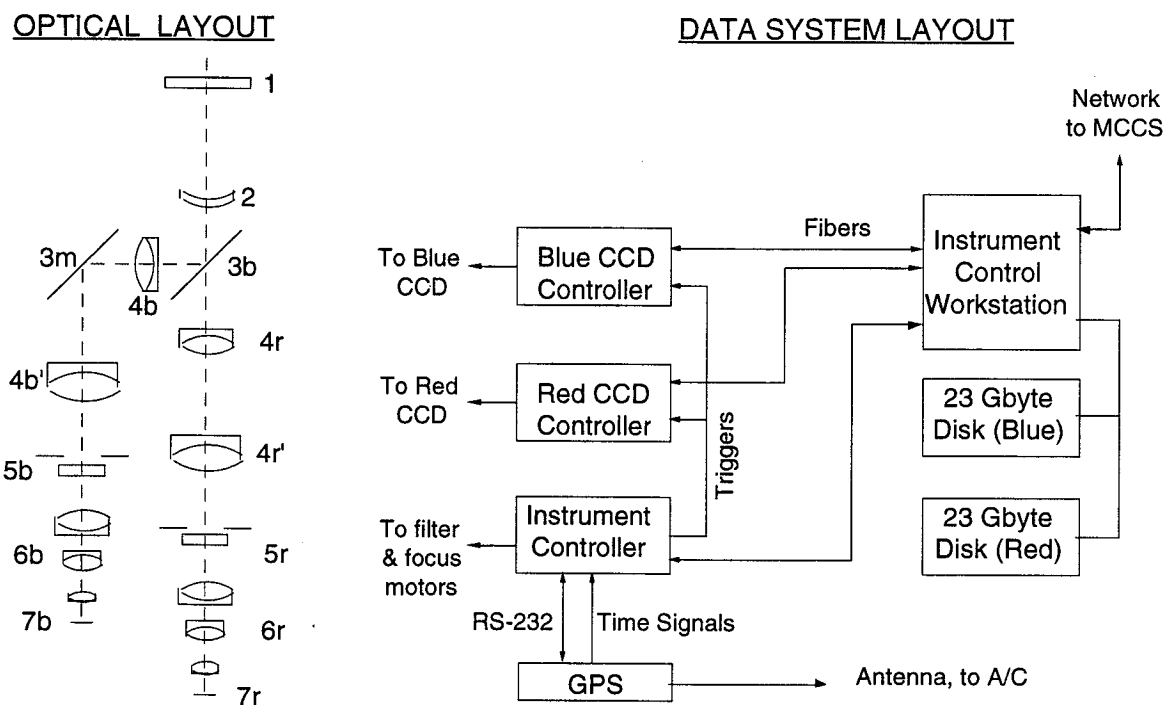 OPTICAL LAYOUT
1
2
3m
3b
4b
4r
4b'
4r'
5b
5r
6b
6r
7b
7r
DATA SYSTEM LAYOUT
Network
to MCCS
Fibers
To Blue
CCD
Blue CCD
Controller
Instrument
Control
Workstation
To Red
CCD
Red CCD
Controller
Triggers
23 Gbyte
Disk (Blue)
To filter
& focus
motors
Instrument
Controller
23 Gbyte
Disk (Red)
RS-232
Time Signals
GPS
Antenna, to A/C